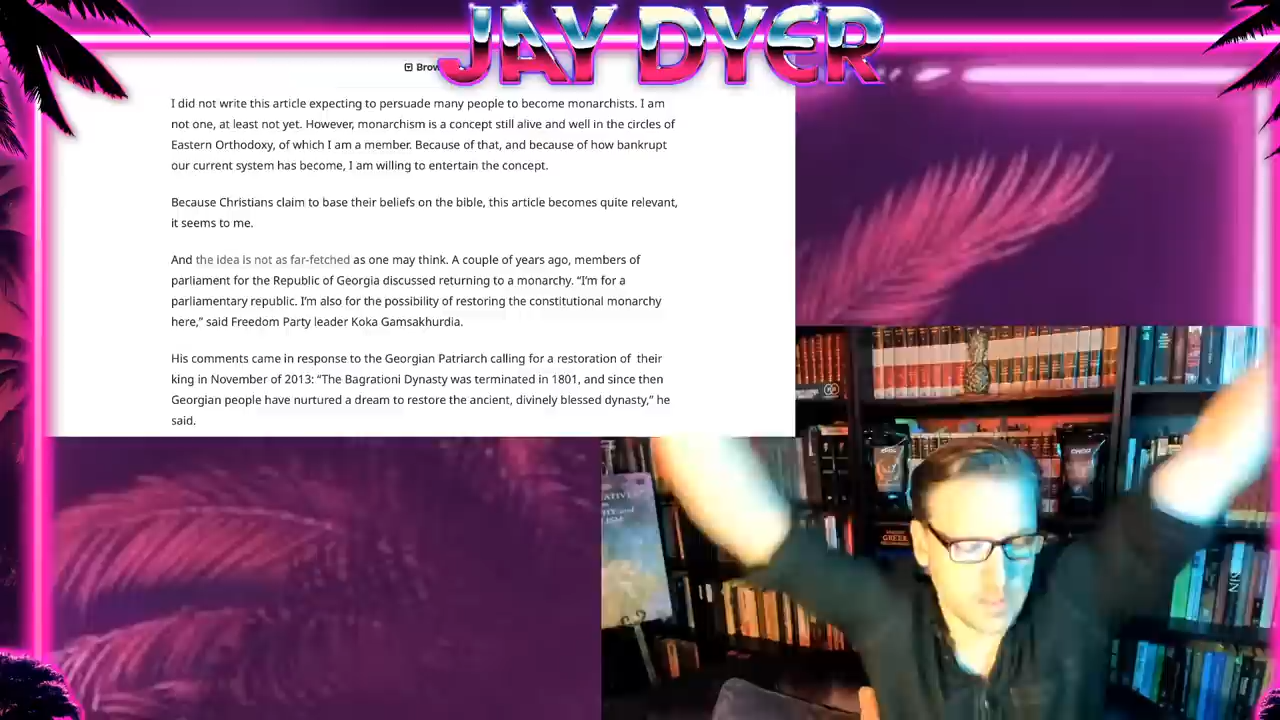 JAY DYER
Brow
I did not write this article expecting to persuade many people to become monarchists. I am
not one, at least not yet. However, monarchism is a concept still alive and well in the circles of
Eastern Orthodoxy, of which I am a member. Because of that, and because of how bankrupt
our current system has become, I am willing to entertain the concept.
Because Christians claim to base their beliefs on the bible, this article becomes quite relevant,
it seems to me.
And the idea is not as far-fetched as one may think. A couple of years ago, members of
parliament for the Republic of Georgia discussed returning to a monarchy. “I’m for a
parliamentary republic. I’m also for the possibility of restoring the constitutional monarchy
here,” said Freedom Party leader Koka Gamsakhurdia.
His comments came in response to the Georgian Patriarch calling for a restoration of their
king in November of 2013: “The Bagrationi Dynasty was terminated in 1801, and since then
Georgian people have nurtured a dream to restore the ancient, divinely blessed dynasty,” he
said.
GREEK